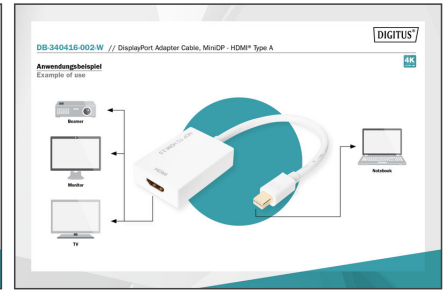 DIGITUS®
DB-340416-002-W // DisplayPort Adapter Cable, MiniDP - HDMI® Type A
4K
Anwendungsbeispiel
Example of use
Beamer
Monitor
TV
HDMI
Notebook